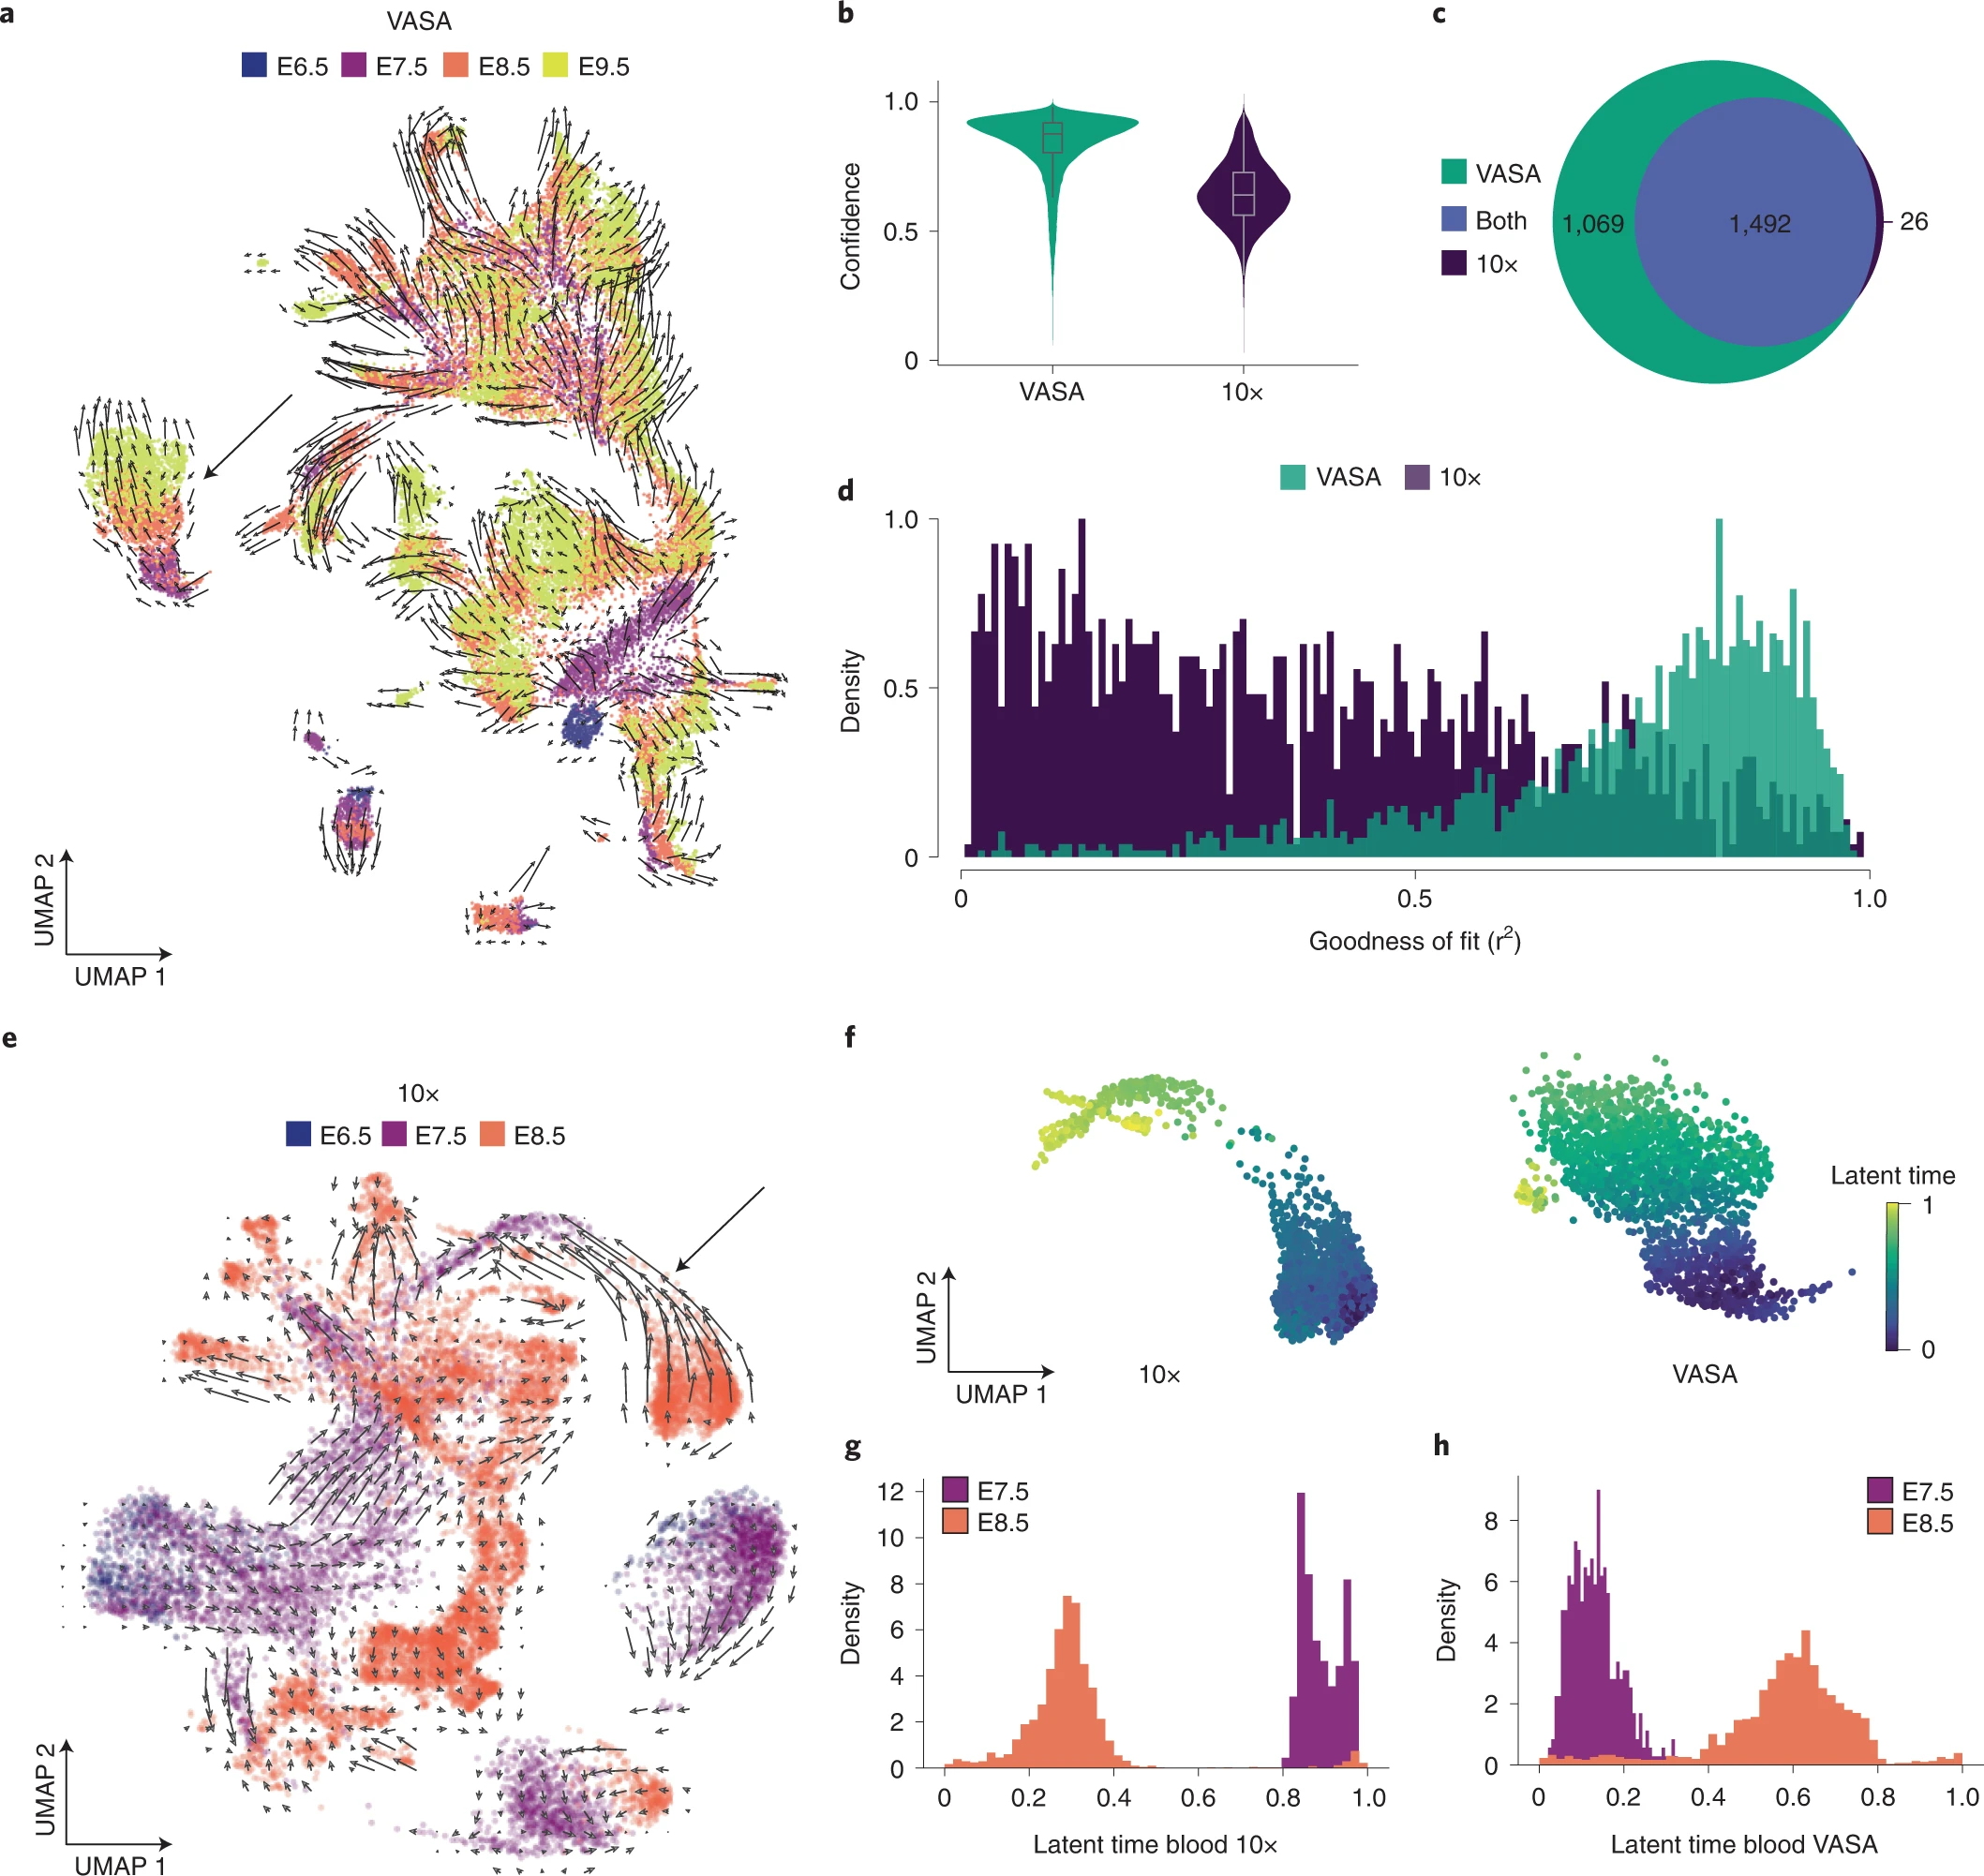 a
VASA
E6.5 E7.5 E8.5 E9.5
UMAP 2
UMAP 1
b
1.0
0.5
0
Confidence
VASA 10×
c
VASA
Both
10×
1,069 1,492 26
d
VASA 10×
1.0
0.5
0
Density
0 0.5 1.0
Goodness of fit (r²)
e
10×
E6.5 E7.5 E8.5
UMAP 2
UMAP 1
f
UMAP 2
UMAP 1
10×
VASA
Latent time
1
0
g
E7.5
E8.5
12
10
8
6
4
2
0
Density
0 0.2 0.4 0.6 0.8 1.0
Latent time blood 10×
h
E7.5
E8.5
8
6
4
2
0
Density
0 0.2 0.4 0.6 0.8 1.0
Latent time blood VASA